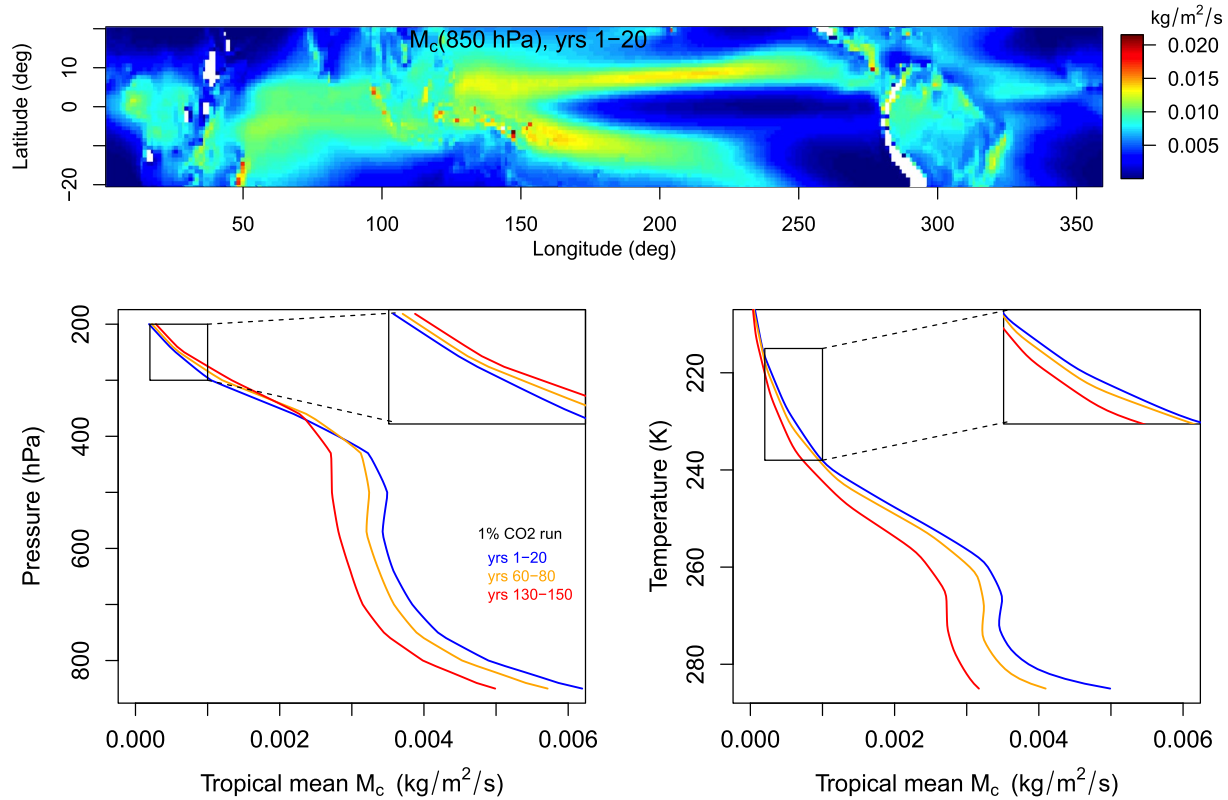 M_c(850 hPa), yrs 1−20
kg/m²/s
0.020
0.015
0.010
0.005
Latitude (deg)
10
0
−20
50 100 150 200 250 300 350
Longitude (deg)
Pressure (hPa)
200
400
600
800
1% CO2 run
yrs 1−20
yrs 60−80
yrs 130−150
0.000 0.002 0.004 0.006
Tropical mean M_c (kg/m²/s)
Temperature (K)
220
240
260
280
0.000 0.002 0.004 0.006
Tropical mean M_c (kg/m²/s)